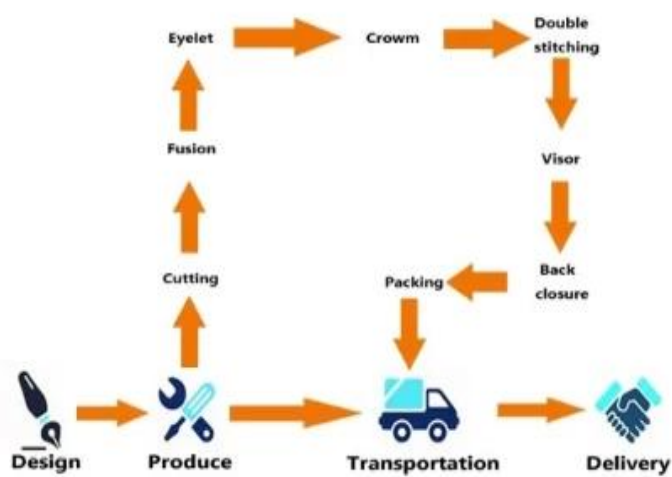 Eyelet
Crowm
Double
stitching
Fusion
Visor
Cutting
Packing
Back
closure
Design
Produce
Transportation
Delivery